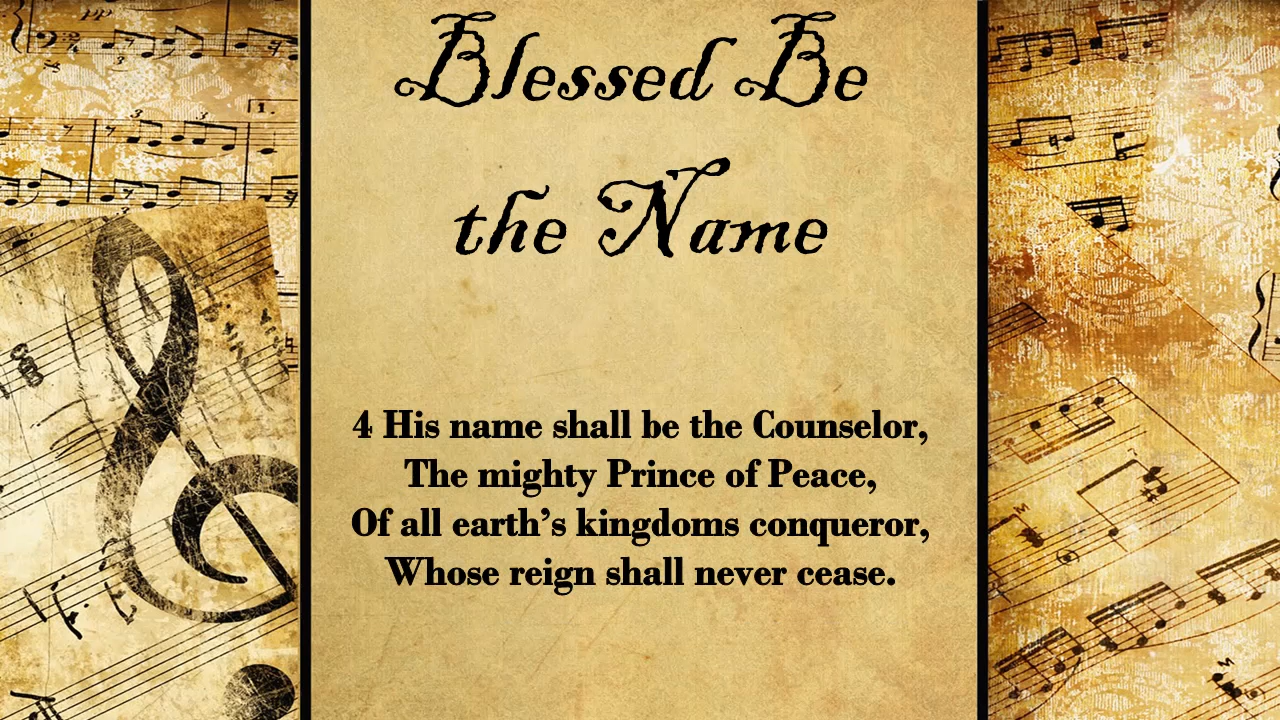 Blessed Be
the Name
4 His name shall be the Counselor,
The mighty Prince of Peace,
Of all earth’s kingdoms conqueror,
Whose reign shall never cease.